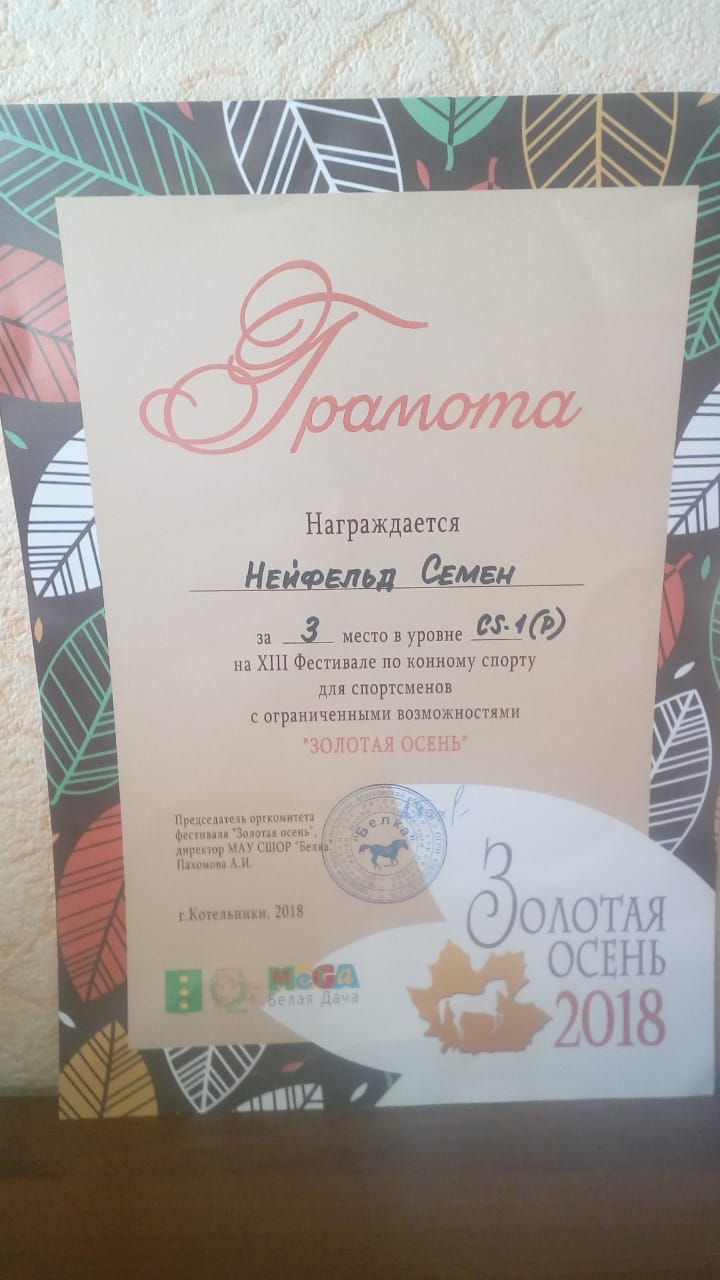 Грамота
Награждается
Нейфельд Семен
за 3 место в уровне CS-1(P)
на XIII Фестивале по конному спорту
для спортсменов
с ограниченными возможностями
"ЗОЛОТАЯ ОСЕНЬ"
Председатель оргкомитета
фестиваля "Золотая осень",
директор МАУ СШОР "Белка"
Пахомова А.И.
"Белка"
г.Котельники, 2018
MEGA
Белая Дача
ЗОЛОТАЯ
ОСЕНЬ
2018